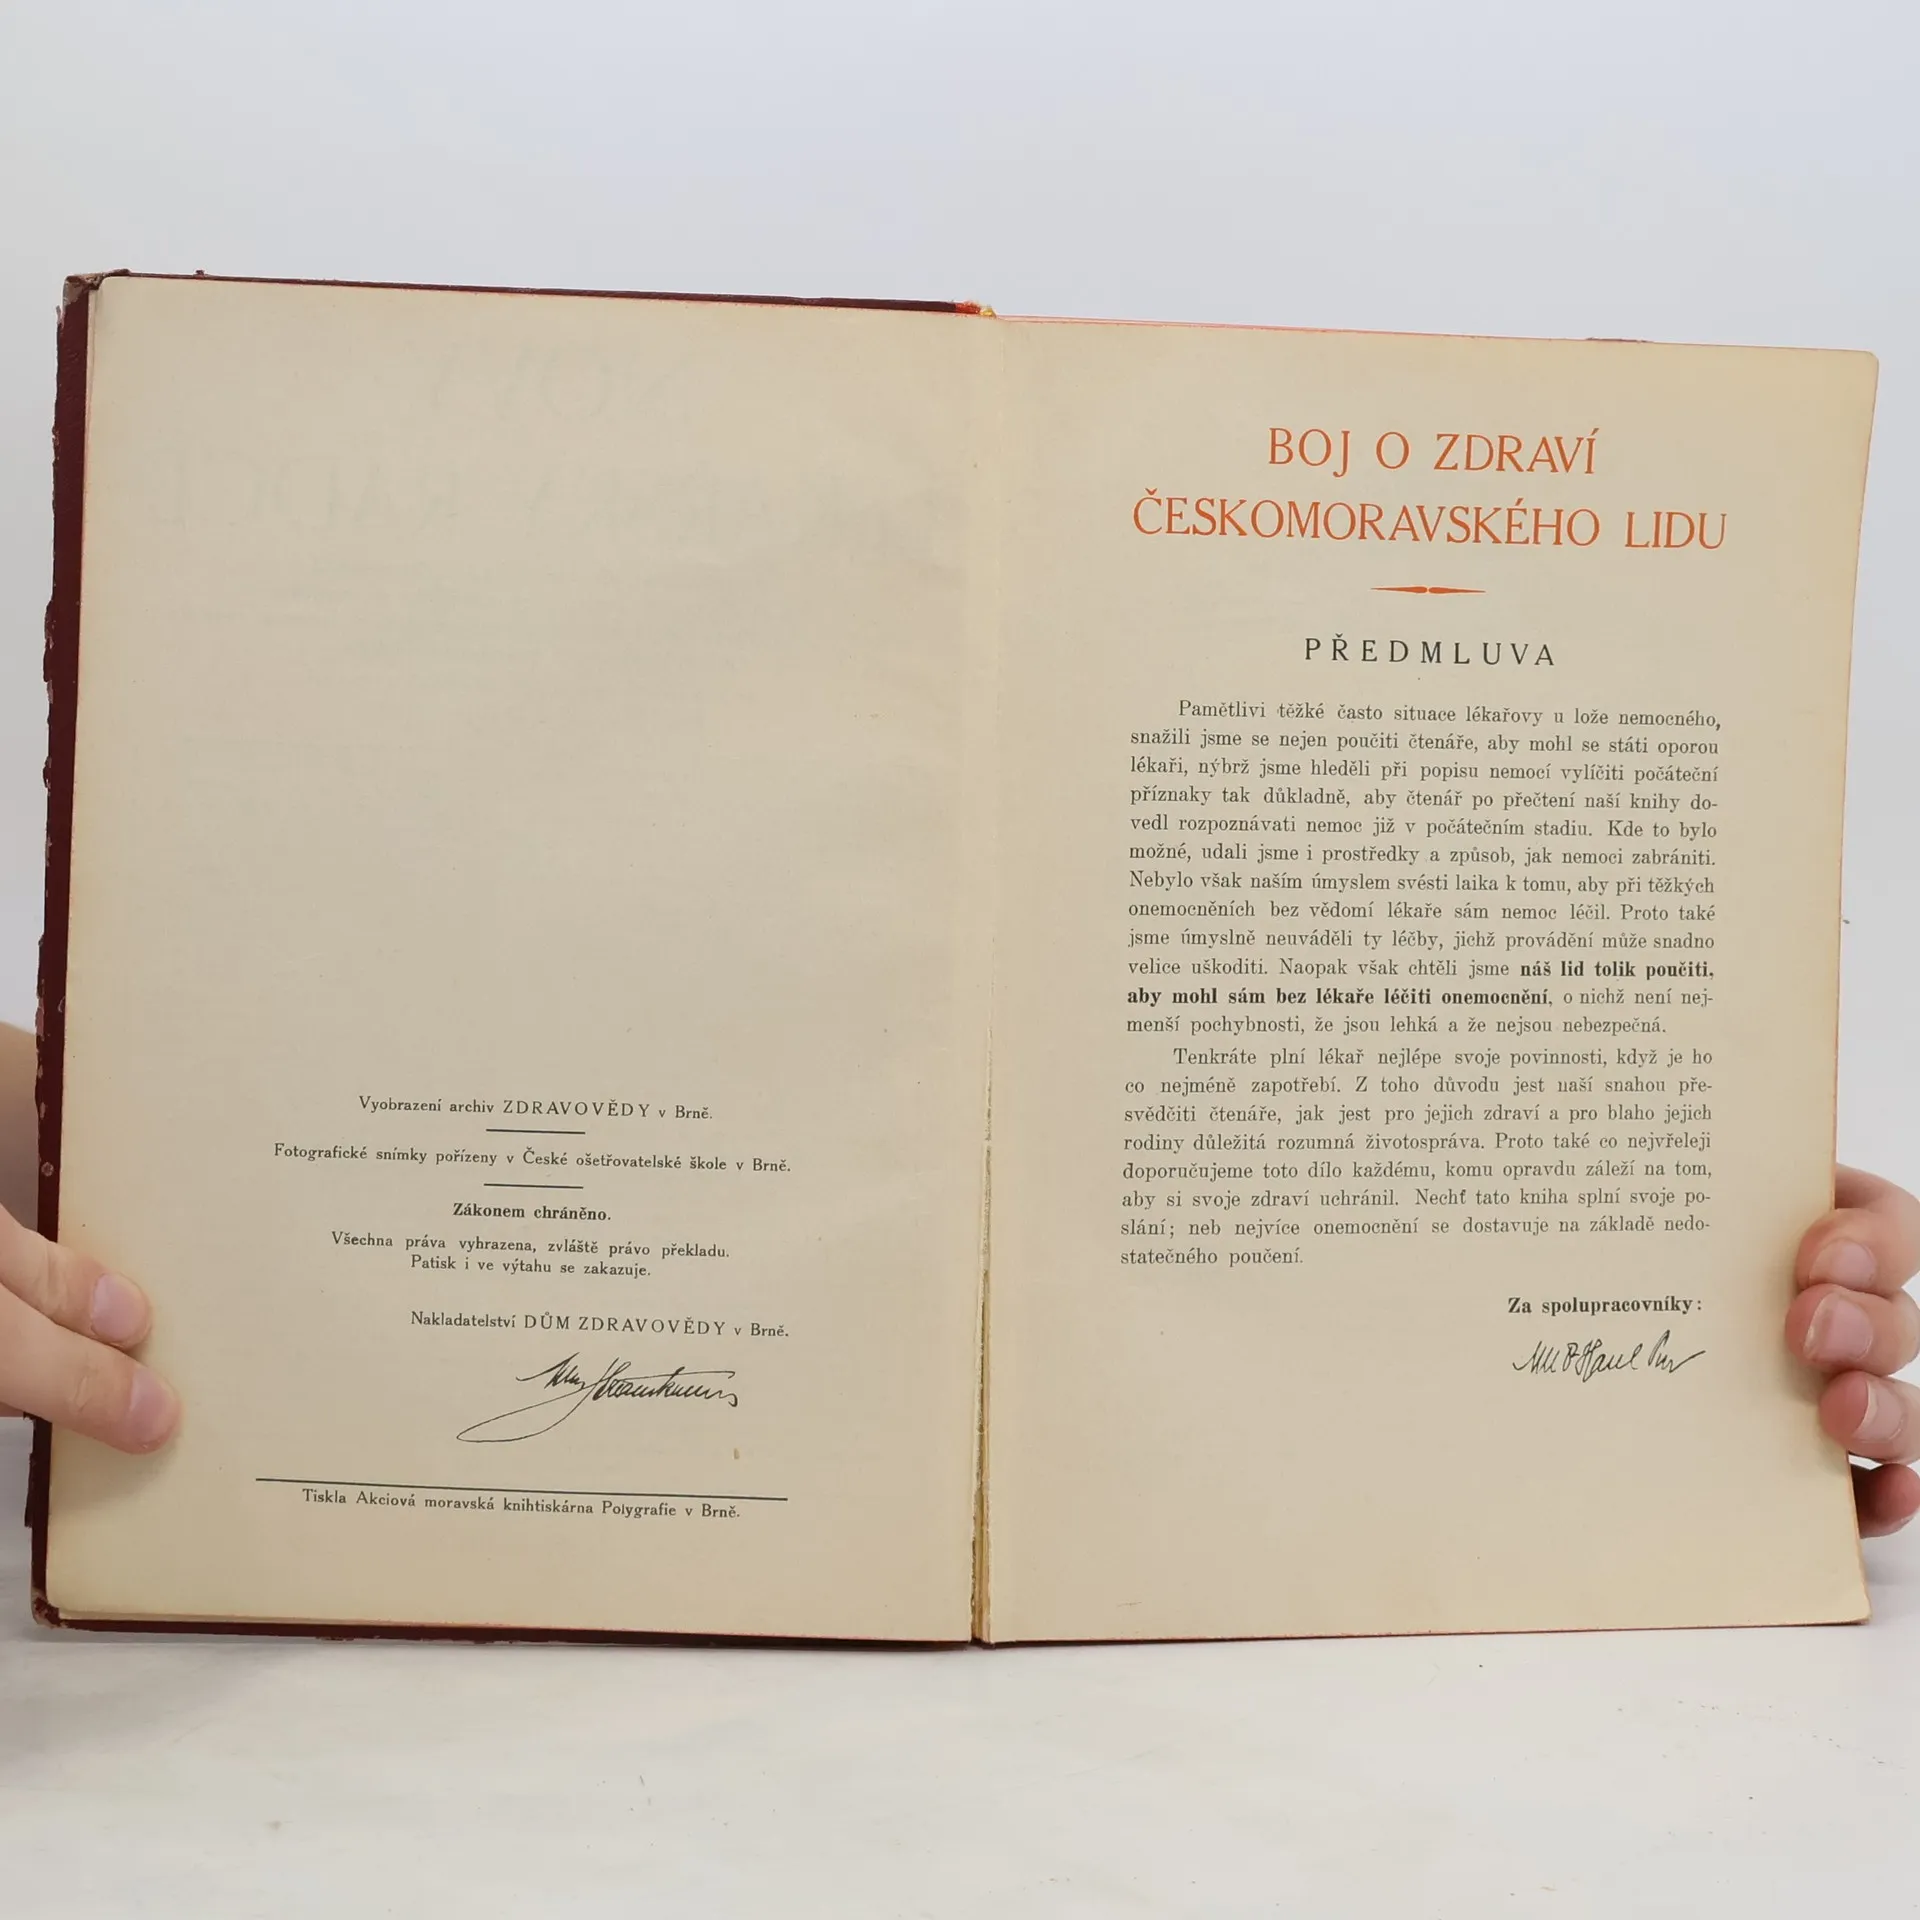 Vyobrazení archiv ZDRAVOVĚDY v Brně.
Fotografické snímky pořízeny v České ošetřovatelské škole v Brně.
Zákonem chráněno.
Všechna práva vyhrazena, zvláště právo překladu.
Patisk i ve výtahu se zakazuje.
Nakladatelství DŮM ZDRAVOVĚDY v Brně.
Tiskla Akciová moravská knihtiskárna Polygrafie v Brně.
BOJ O ZDRAVÍ
ČESKOMORAVSKÉHO LIDU
PŘEDMLUVA
Pamětlivi těžké často situace lékařovy u lože nemocného,
snažili jsme se nejen poučiti čtenáře, aby mohl se státi oporou
lékaři, nýbrž jsme hleděli při popisu nemocí vylíčiti počáteční
příznaky tak důkladně, aby čtenář po přečtení naší knihy do-
vedl rozpoznávati nemoc již v počátečním stadiu. Kde to bylo
možné, udali jsme i prostředky a způsob, jak nemoci zabrániti.
Nebylo však naším úmyslem svésti laika k tomu, aby při těžkých
onemocněních bez vědomí lékaře sám nemoc léčil. Proto také
jsme úmyslně neuváděli ty léčby, jichž provádění může snadno
velice uškoditi. Naopak však chtěli jsme náš lid tolik poučiti,
aby mohl sám bez lékaře léčiti onemocnění, o nichž není nej-
menší pochybnosti, že jsou lehká a že nejsou nebezpečná.
Tenkráte plní lékař nejlépe svoje povinnosti, když je ho
co nejméně zapotřebí. Z toho důvodu jest naší snahou pře-
svědčiti čtenáře, jak jest pro jejich zdraví a pro blaho jejich
rodiny důležitá rozumná životospráva. Proto také co nejvřeleji
doporučujeme toto dílo každému, komu opravdu záleží na tom,
aby si svoje zdraví uchránil. Nechť tato kniha splní svoje po-
slání; neb nejvíce onemocnění se dostavuje na základě nedo-
statečného poučení.
Za spolupracovníky: